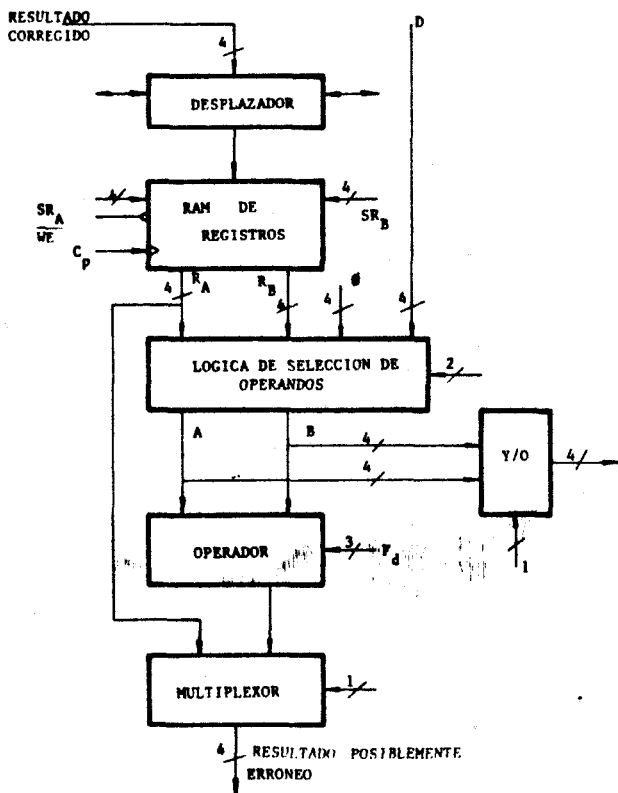 RESULTADO
CORREGIDO
4
D
DESPLAZADOR
4
4
SR_A
WE
C_p
RAM DE
REGISTROS
SR_B
R_A
R_B
4
4
4
4
LOGICA DE SELECCION DE
OPERANDOS
2
A
B
4
4
Y/O
4
1
OPERADOR
3
F_d
MULTIPLEXOR
1
4
RESULTADO POSIBLEMENTE
ERRONEO